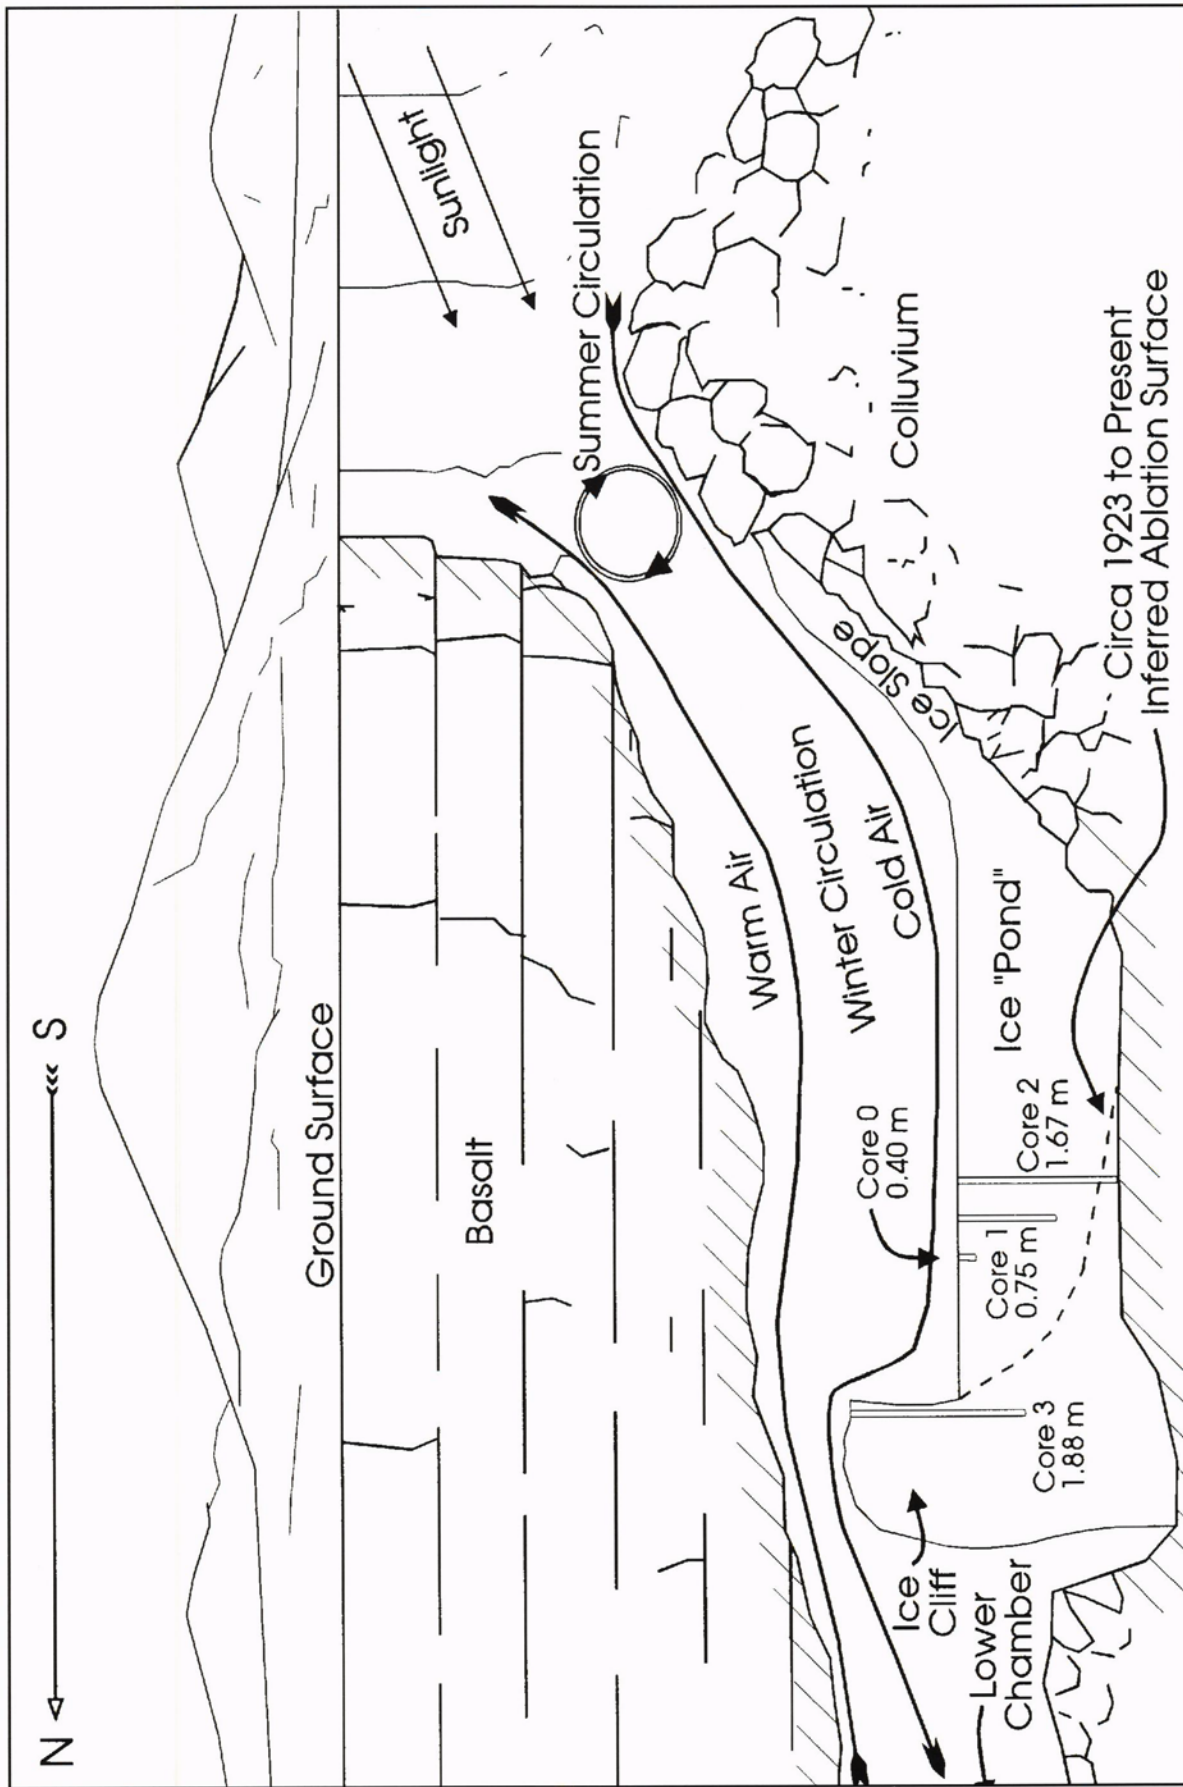 N
S
Ground Surface
Sunlight
Basalt
Summer Circulation
Warm Air
Winter Circulation
Cold Air
Core 0
0.40 m
Colluvium
Ice Slope
Ice
Cliff
Core 1
0.75 m
Core 2
1.67 m
Ice "Pond"
Lower
Chamber
Core 3
1.88 m
Circa 1923 to Present
Inferred Ablation Surface